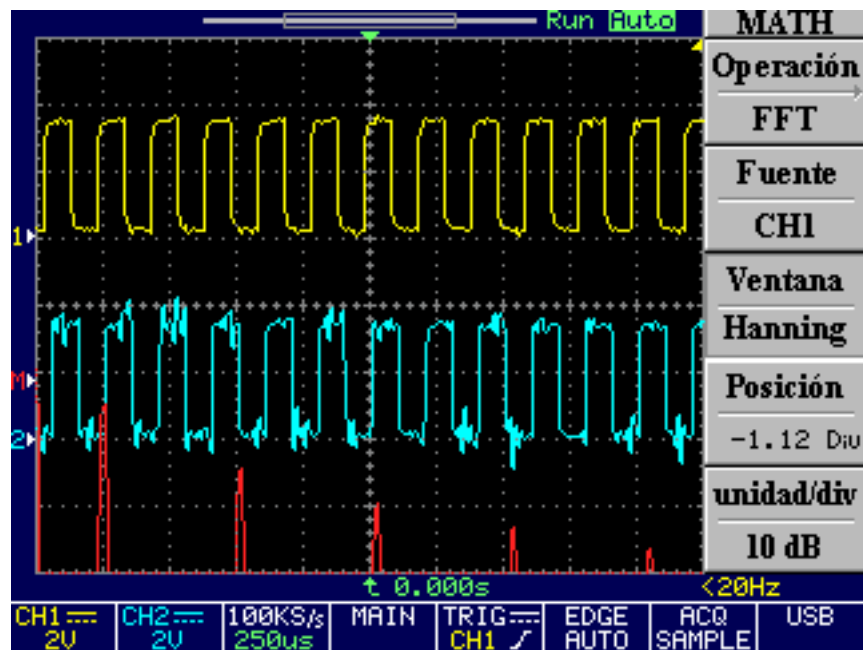 Run Auto
MATH
Operación
FFT
Fuente
CH1
Ventana
Hanning
Posición
-1.12 Div
unidad/div
10 dB
1
M
2
0.000s
<20Hz
CH1
2V
CH2
2V
100KS/s
250us
MAIN
TRIG
CH1
EDGE
AUTO
ACQ
SAMPLE
USB